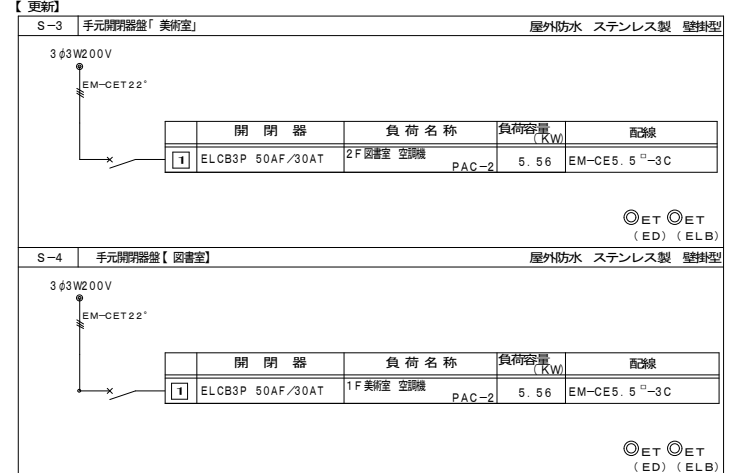 【 更新】
S－3 手元開閉器盤「 美術室」 屋外防水 ステンレス製 壁掛型
3φ3W200V
EM－CET22°
開 閉 器 負 荷 名 称 負荷容量(KW) 配線
1 ELCB3P 50AF／30AT 2F図書室 空調機 PAC－2 5．56 EM－CE5．5□－3C
◎ET ◎ET
（ED）（ELB）
S－4 手元開閉器盤【 図書室】 屋外防水 ステンレス製 壁掛型
3φ3W200V
EM－CET22°
開 閉 器 負 荷 名 称 負荷容量(KW) 配線
1 ELCB3P 50AF／30AT 1F美術室 空調機 PAC－2 5．56 EM－CE5．5□－3C
◎ET ◎ET
（ED）（ELB）